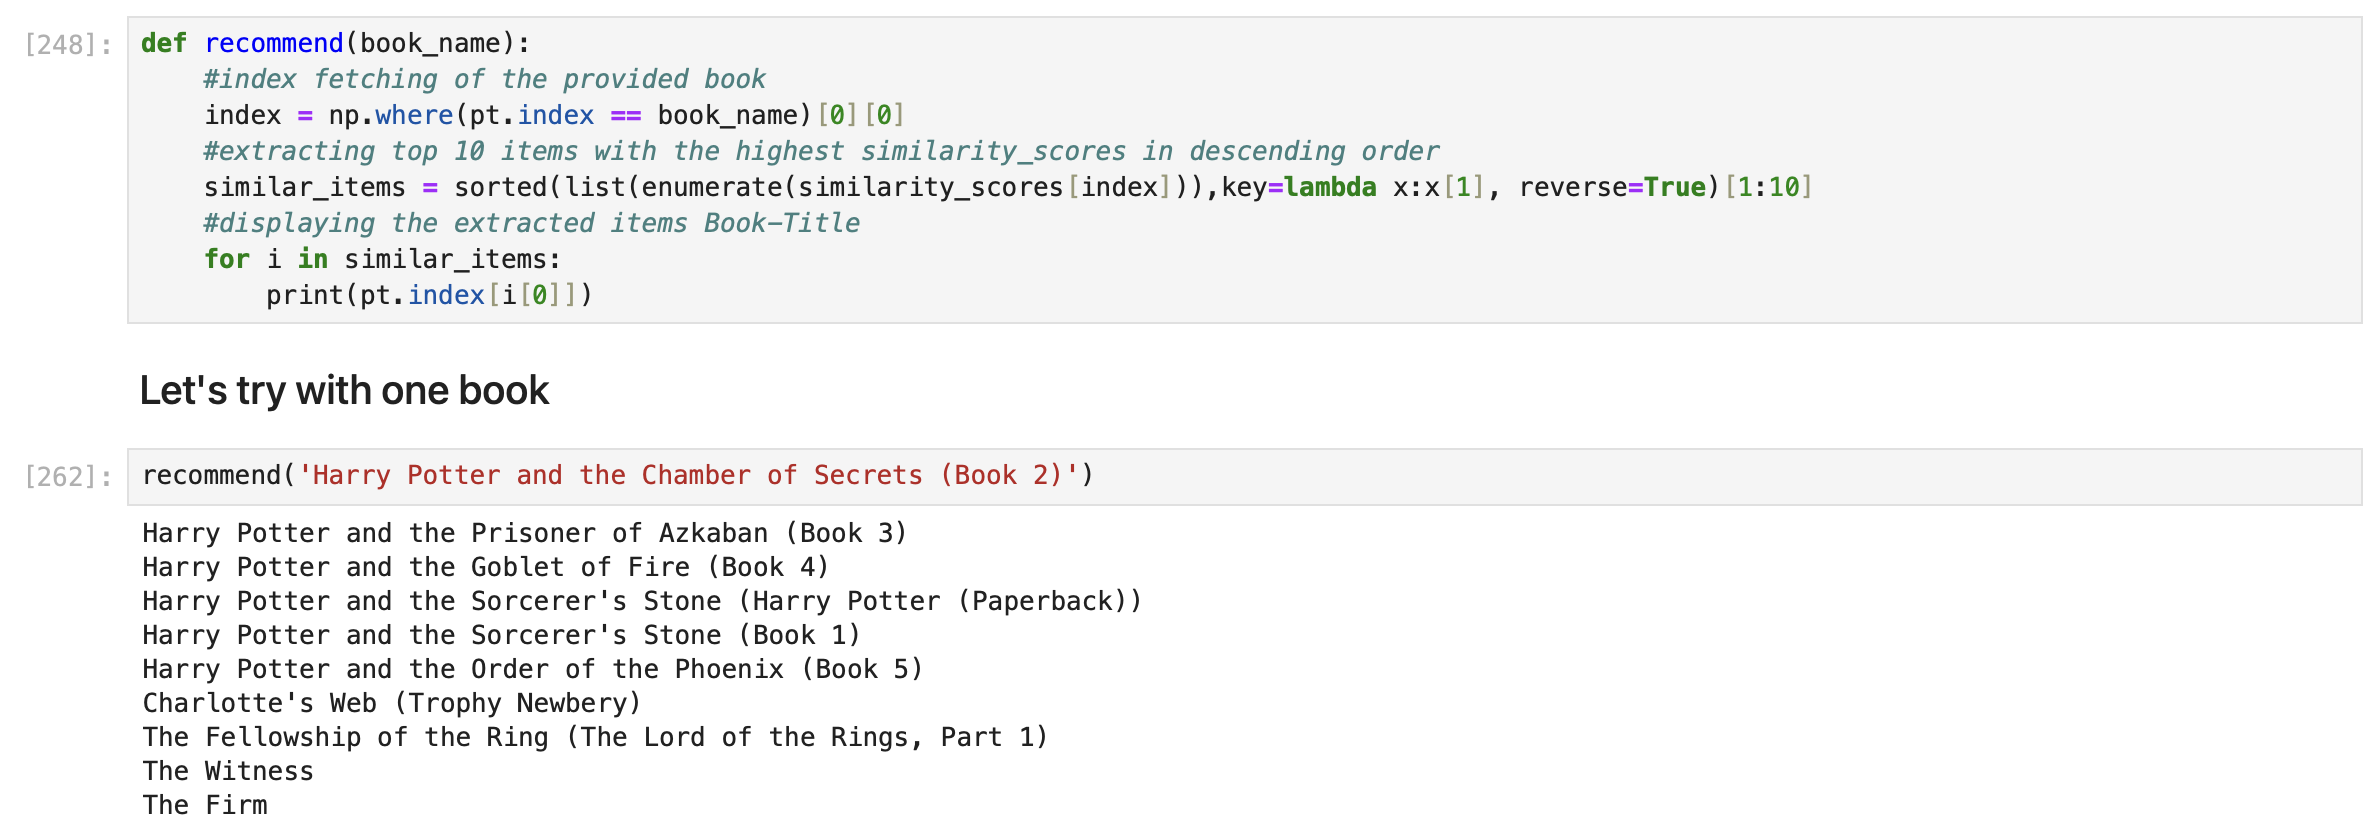 [248]: def recommend(book_name):
    #index fetching of the provided book
    index = np.where(pt.index == book_name)[0][0]
    #extracting top 10 items with the highest similarity_scores in descending order
    similar_items = sorted(list(enumerate(similarity_scores[index])),key=lambda x:x[1], reverse=True)[1:10]
    #displaying the extracted items Book-Title
    for i in similar_items:
        print(pt.index[i[0]])
Let's try with one book
[262]: recommend('Harry Potter and the Chamber of Secrets (Book 2)')
Harry Potter and the Prisoner of Azkaban (Book 3)
Harry Potter and the Goblet of Fire (Book 4)
Harry Potter and the Sorcerer's Stone (Harry Potter (Paperback))
Harry Potter and the Sorcerer's Stone (Book 1)
Harry Potter and the Order of the Phoenix (Book 5)
Charlotte's Web (Trophy Newbery)
The Fellowship of the Ring (The Lord of the Rings, Part 1)
The Witness
The Firm